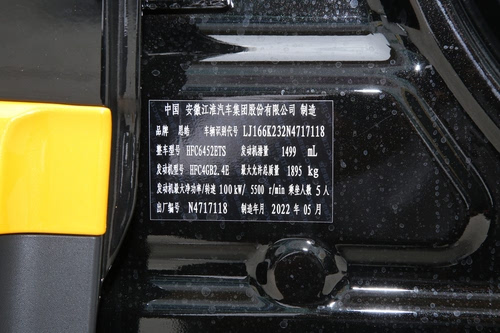 中国 安徽江淮汽车集团股份有限公司 制造
品牌 思皓 车辆识别代号 LJ166K232N4717118
整车型号 HFC6452ETS 发动机排量 1499 mL
发动机型号 HFC4GB2.4E 最大允许总质量 1895 kg
发动机最大净功率/转速 100 kW/ 5500 r/min 乘坐人数 5 人
出厂编号 N4717118 制造年月 2022 年 05 月